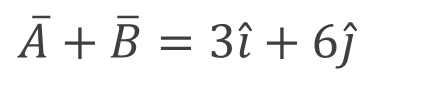 A̅ + B̅ = 3î + 6ĵ